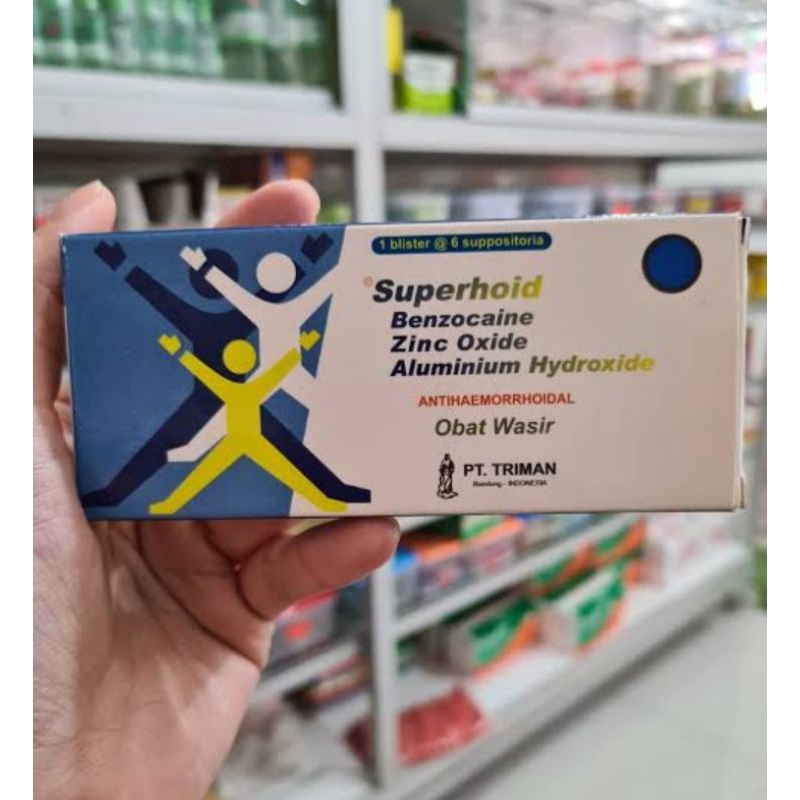 1 blister @ 6 suppositoria
©Superhoid
Benzocaine
Zinc Oxide
Aluminium Hydroxide
ANTIHAEMORRHOIDAL
Obat Wasir
PT. TRIMAN
Bandung - INDONESIA